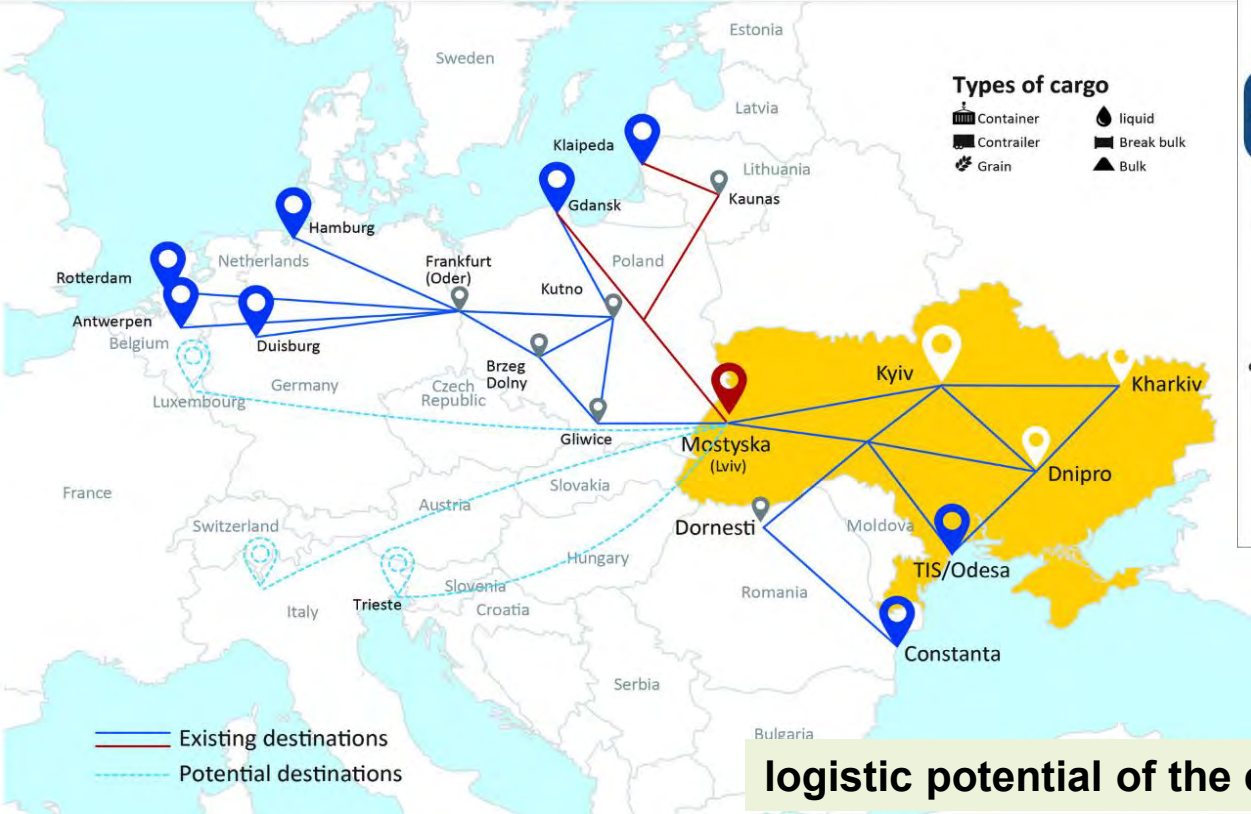 Estonia
Sweden
Types of cargo
Container
liquid
Contrailer
Break bulk
Grain
Bulk
Latvia
Klaipeda
Lithuania
Kaunas
Gdansk
Hamburg
Netherlands
Frankfurt
(Oder)
Poland
Rotterdam
Kutno
Antwerpen
Belgium
Duisburg
Brzeg
Dolny
Germany
Czech
Republic
Luxembourg
Kyiv
Kharkiv
Gliwice
Mostyska
(Lviv)
Dnipro
France
Slovakia
Austria
Switzerland
Dornesti
Moldova
Hungary
TIS/Odesa
Slovenia
Romania
Trieste
Italy
Croatia
Constanta
Serbia
Bulgaria
Existing destinations
Potential destinations
logistic potential of the